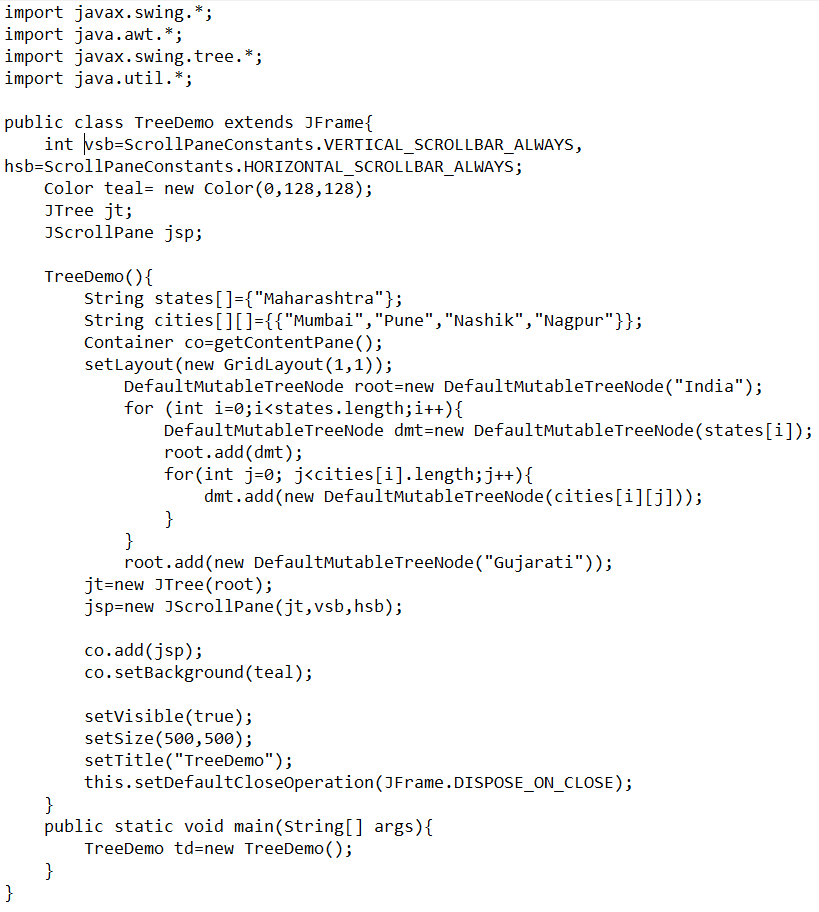 import javax.swing.*;
import java.awt.*;
import javax.swing.tree.*;
import java.util.*;

public class TreeDemo extends JFrame{
    int vsb=ScrollPaneConstants.VERTICAL_SCROLLBAR_ALWAYS,
hsb=ScrollPaneConstants.HORIZONTAL_SCROLLBAR_ALWAYS;
    Color teal= new Color(0,128,128);
    JTree jt;
    JScrollPane jsp;

    TreeDemo(){
        String states[]={"Maharashtra"};
        String cities[][]={{"Mumbai","Pune","Nashik","Nagpur"}};
        Container co=getContentPane();
        setLayout(new GridLayout(1,1));
            DefaultMutableTreeNode root=new DefaultMutableTreeNode("India");
            for (int i=0;i<states.length;i++){
                DefaultMutableTreeNode dmt=new DefaultMutableTreeNode(states[i]);
                root.add(dmt);
                for(int j=0; j<cities[i].length;j++){
                    dmt.add(new DefaultMutableTreeNode(cities[i][j]));
                }
            }
            root.add(new DefaultMutableTreeNode("Gujarati"));
        jt=new JTree(root);
        jsp=new JScrollPane(jt,vsb,hsb);

        co.add(jsp);
        co.setBackground(teal);

        setVisible(true);
        setSize(500,500);
        setTitle("TreeDemo");
        this.setDefaultCloseOperation(JFrame.DISPOSE_ON_CLOSE);
    }
    public static void main(String[] args){
        TreeDemo td=new TreeDemo();
    }
}